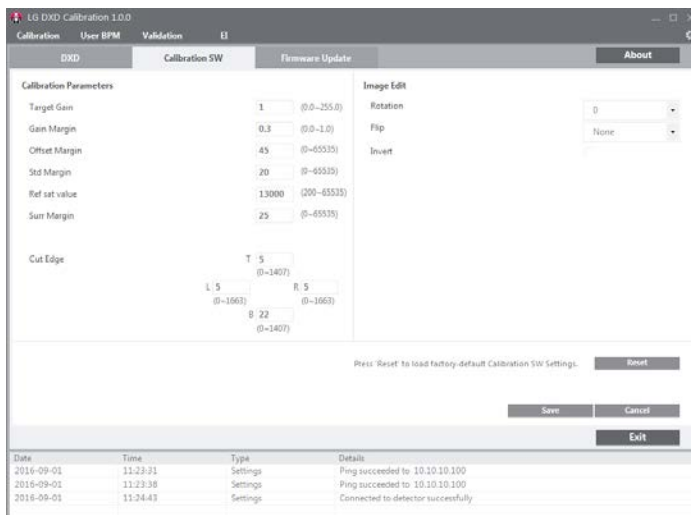 LG DXD Calibration 1.0.0
Calibration User BPM Validation EI
DXD Calibration SW Firmware Update About
Calibration Parameters
Target Gain 1 (0.0~255.0)
Gain Margin 0.3 (0.0~1.0)
Offset Margin 45 (0~65535)
Std Margin 20 (0~65535)
Ref sat value 13000 (200~65535)
Surr Margin 25 (0~65535)
Cut Edge T 5
(0~1407)
L 5 R 5
(0~1663) (0~1663)
B 22
(0~1407)
Image Edit
Rotation 0
Flip None
Invert
Press 'Reset' to load factory-default Calibration SW Settings. Reset
Save Cancel
Exit
Date Time Type Details
2016-09-01 11:23:31 Settings Ping succeeded to 10.10.10.100
2016-09-01 11:23:38 Settings Ping succeeded to 10.10.10.100
2016-09-01 11:24:43 Settings Connected to detector successfully